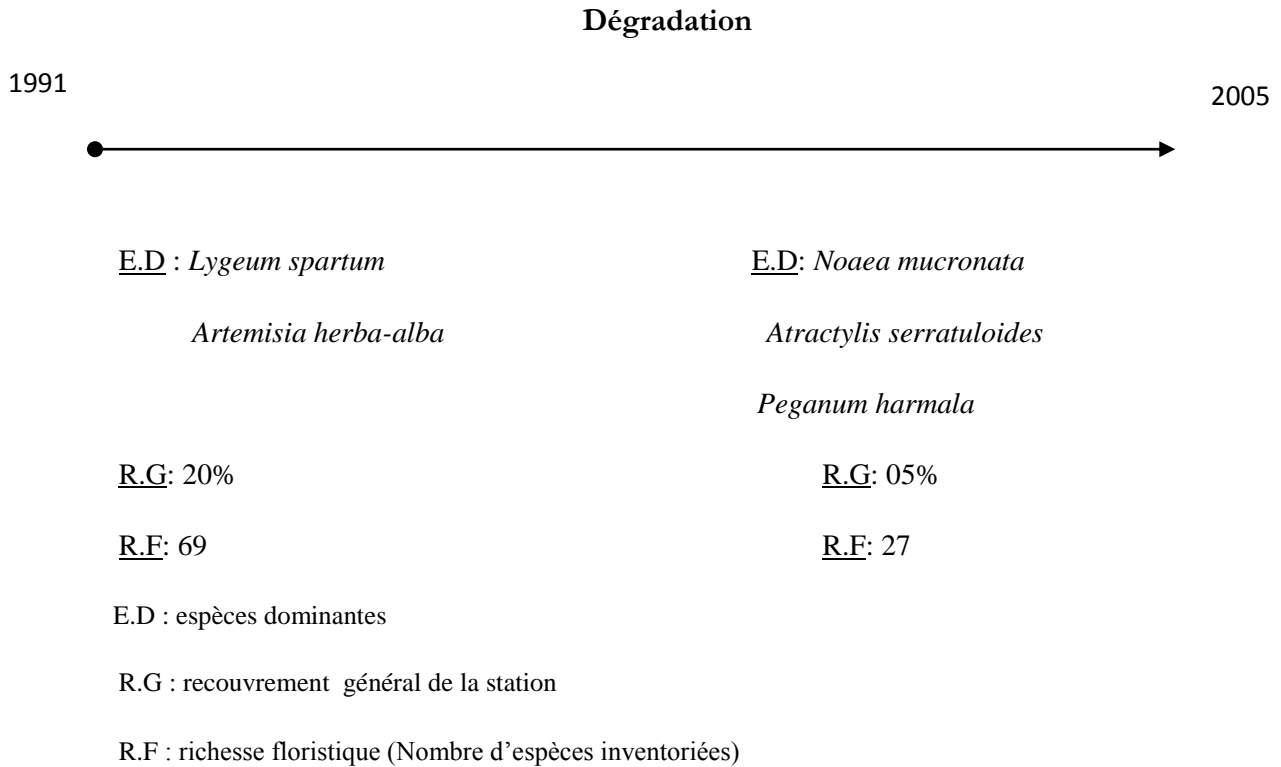 Dégradation
1991
2005
E.D : Lygeum spartum E.D: Noaea mucronata
Artemisia herba-alba Atractylis serratuloides
Peganum harmala
R.G: 20% R.G: 05%
R.F: 69 R.F: 27
E.D : espèces dominantes
R.G : recouvrement général de la station
R.F : richesse floristique (Nombre d'espèces inventoriées)